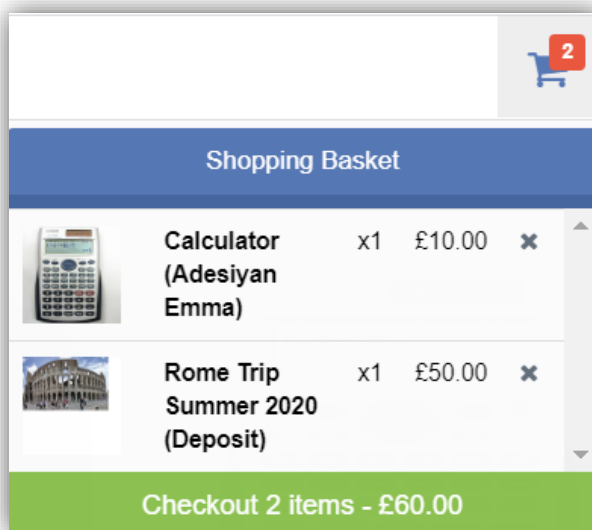 2
Shopping Basket
Calculator x1 £10.00 ✖
(Adesiyan
Emma)
Rome Trip x1 £50.00 ✖
Summer 2020
(Deposit)
Checkout 2 items - £60.00